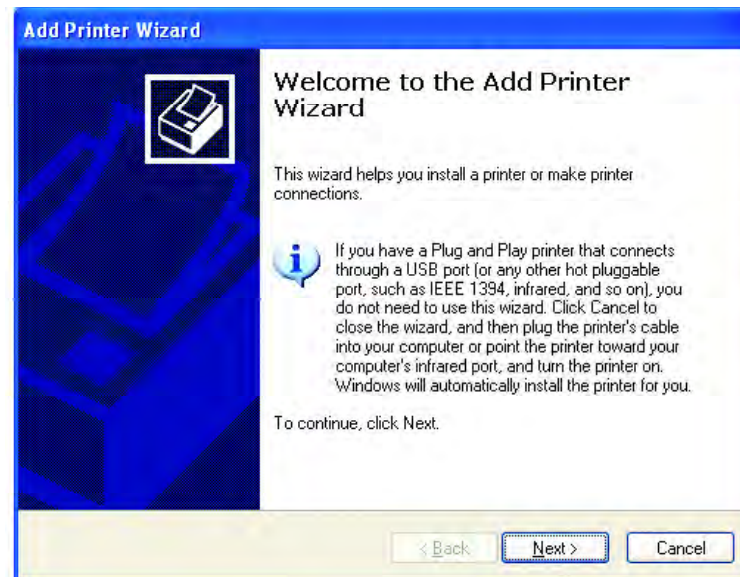 Add Printer Wizard
Welcome to the Add Printer
Wizard
This wizard helps you install a printer or make printer
connections.
If you have a Plug and Play printer that connects
through a USB port (or any other hot pluggable
port, such as IEEE 1394, infrared, and so on), you
do not need to use this wizard. Click Cancel to
close the wizard, and then plug the printer's cable
into your computer or point the printer toward your
computer's infrared port, and turn the printer on.
Windows will automatically install the printer for you.
To continue, click Next.
< Back Next > Cancel